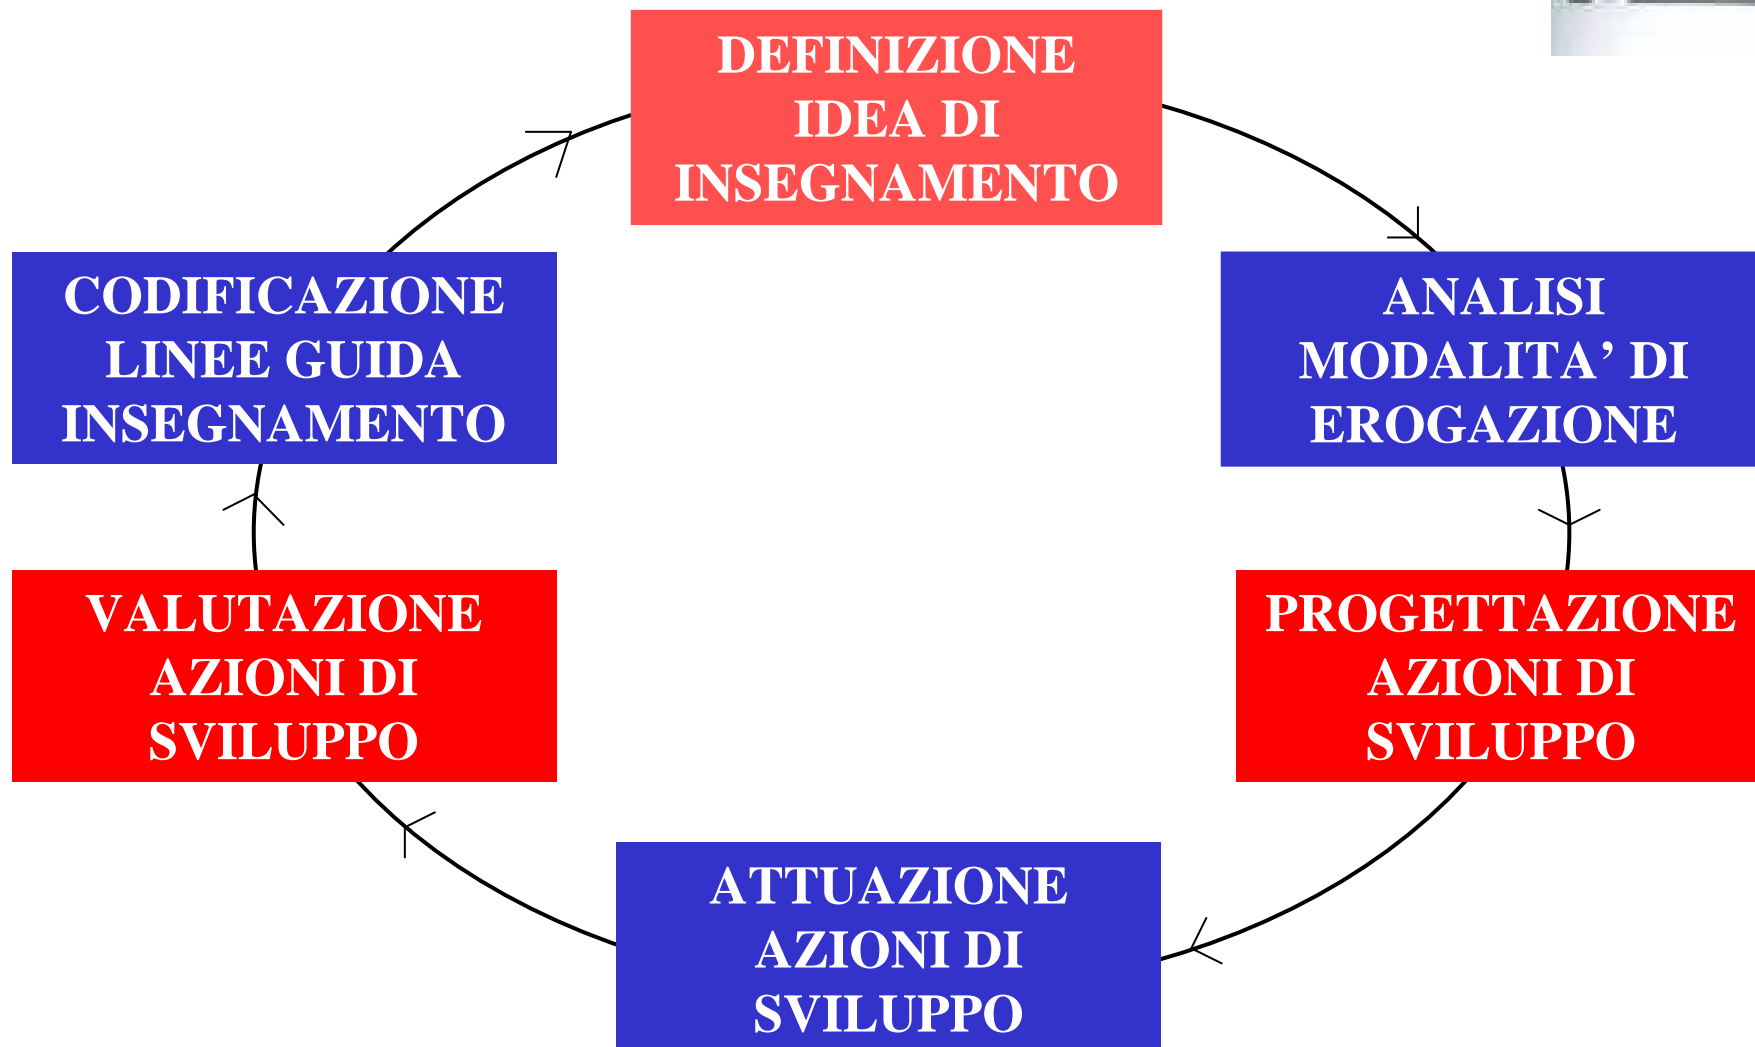 DEFINIZIONE
IDEA DI
INSEGNAMENTO
ANALISI
MODALITA’ DI
EROGAZIONE
PROGETTAZIONE
AZIONI DI
SVILUPPO
ATTUAZIONE
AZIONI DI
SVILUPPO
VALUTAZIONE
AZIONI DI
SVILUPPO
CODIFICAZIONE
LINEE GUIDA
INSEGNAMENTO